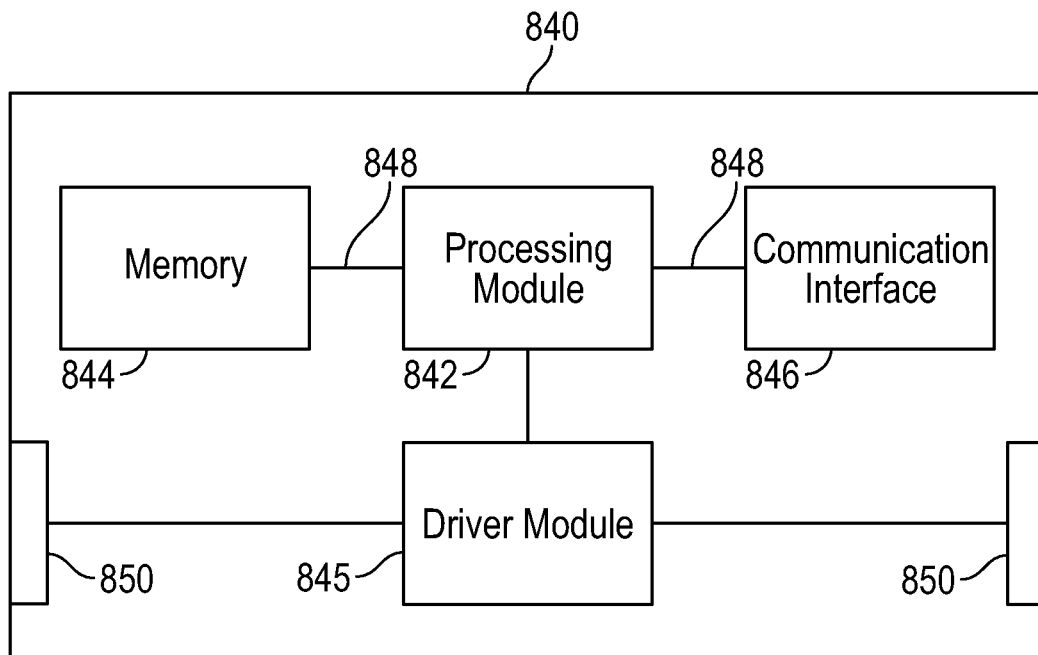 840
848
848
Memory
Processing
Module
Communication
Interface
844
842
846
Driver Module
850
845
850